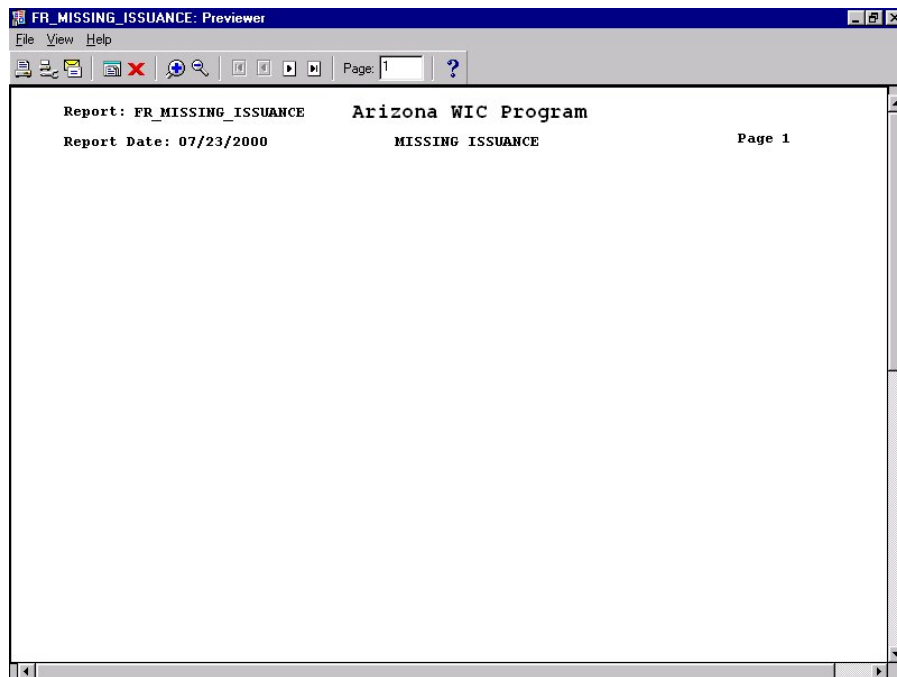 FR_MISSING_ISSUANCE: Previewer
File View Help
Page: 1
?
Report: FR_MISSING_ISSUANCE Arizona WIC Program
Report Date: 07/23/2000 MISSING ISSUANCE Page 1